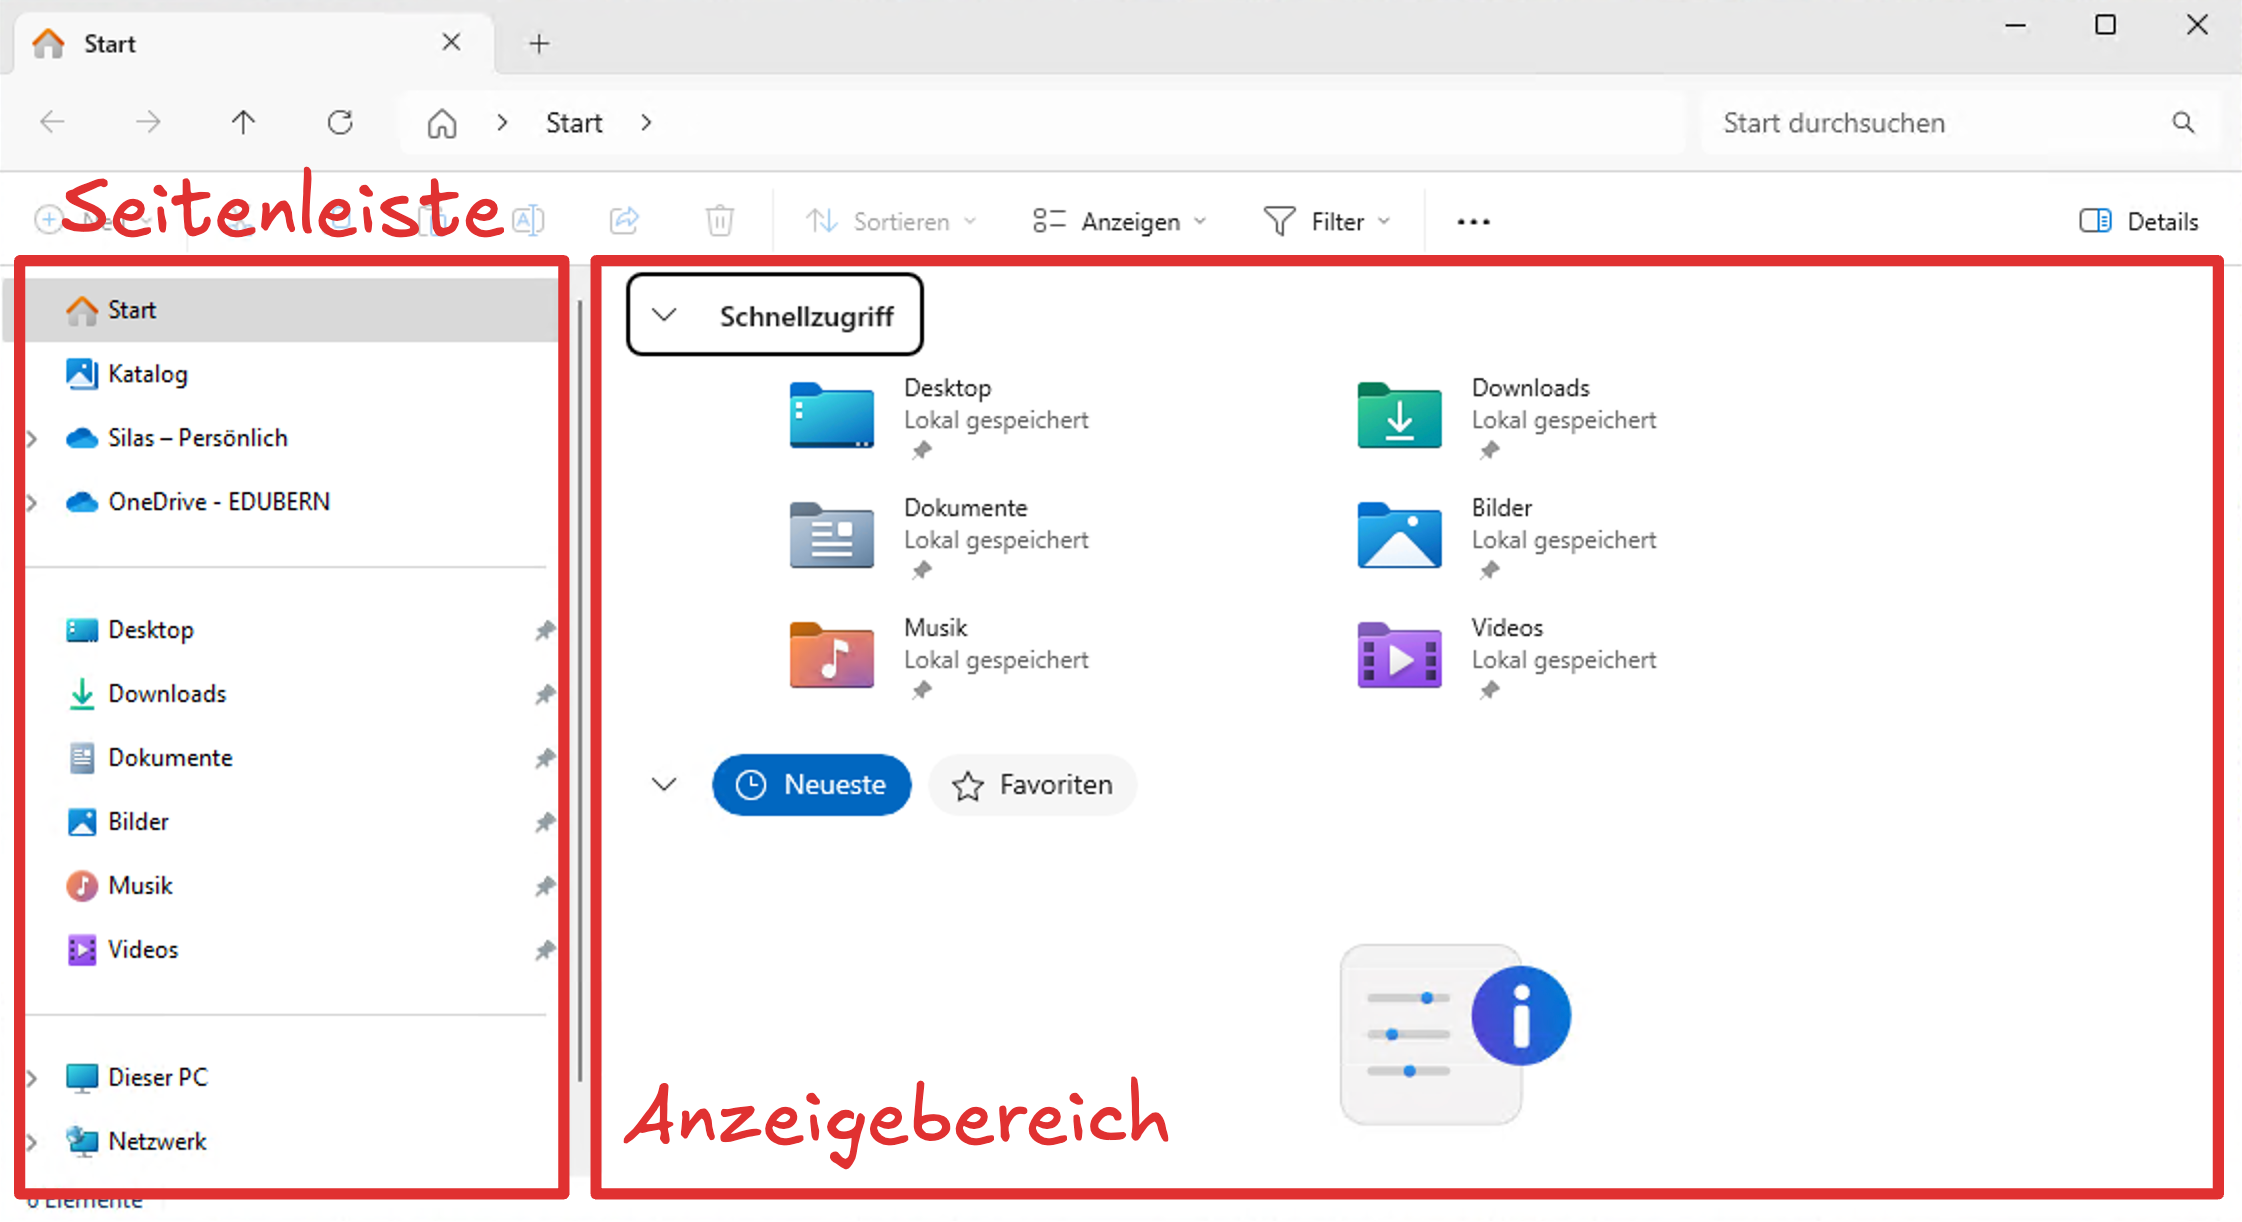 Start
Start
Start durchsuchen
Seitenleiste
Sortieren
Anzeigen
Filter
Details
Start
Katalog
Silas – Persönlich
OneDrive - EDUBERN
Desktop
Downloads
Dokumente
Bilder
Musik
Videos
Dieser PC
Netzwerk
6 Elemente
Schnellzugriff
Desktop
Lokal gespeichert
Downloads
Lokal gespeichert
Dokumente
Lokal gespeichert
Bilder
Lokal gespeichert
Musik
Lokal gespeichert
Videos
Lokal gespeichert
Neueste
Favoriten
Anzeigebereich